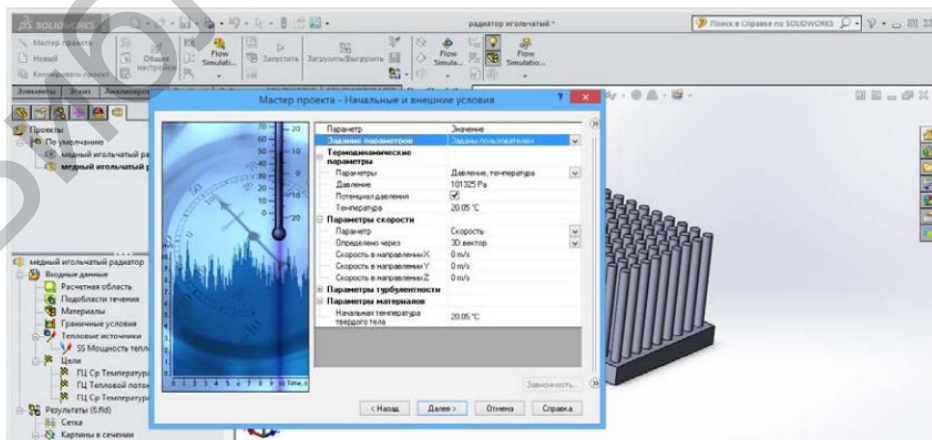 SOLIDWORKS
радиатор игольчатый *
Поиск в Справке по SOLIDWORKS
Мастер проекта
Новый
Клонировать проект
Общие настройки
Flow Simulati...
Запустить
Загрузить/Выгрузить
Flow Simula...
Flow Simulatio...
Элементы Эскиз Анализиро
Проекты
По умолчанию
медный игольчатый ра
медный игольчатый р
медный игольчатый радиатор
Входные данные
Расчетная область
Подобласти течения
Материалы
Граничные условия
Тепловые источники
SS Мощность тепл
Цели
ГЦ Ср Температура
ГЦ Тепловой поток
ГЦ Ср Температура
Результаты (6.fld)
Сетка
Картины в сечении
Мастер проекта - Начальные и внешние условия
Параметр Значение
Задание параметров Заданы пользователем
Термодинамические параметры
Параметры Давление, температура
Давление 101325 Pa
Потенциал давления
Температура 20.05 °C
Параметры скорости
Параметр Скорость
Определено через 3D вектор
Скорость в направлении X 0 m/s
Скорость в направлении Y 0 m/s
Скорость в направлении Z 0 m/s
Параметры турбулентности
Параметры материалов
Начальная температура твердого тела 20.05 °C
Зависимость...
< Назад Далее > Отмена Справка